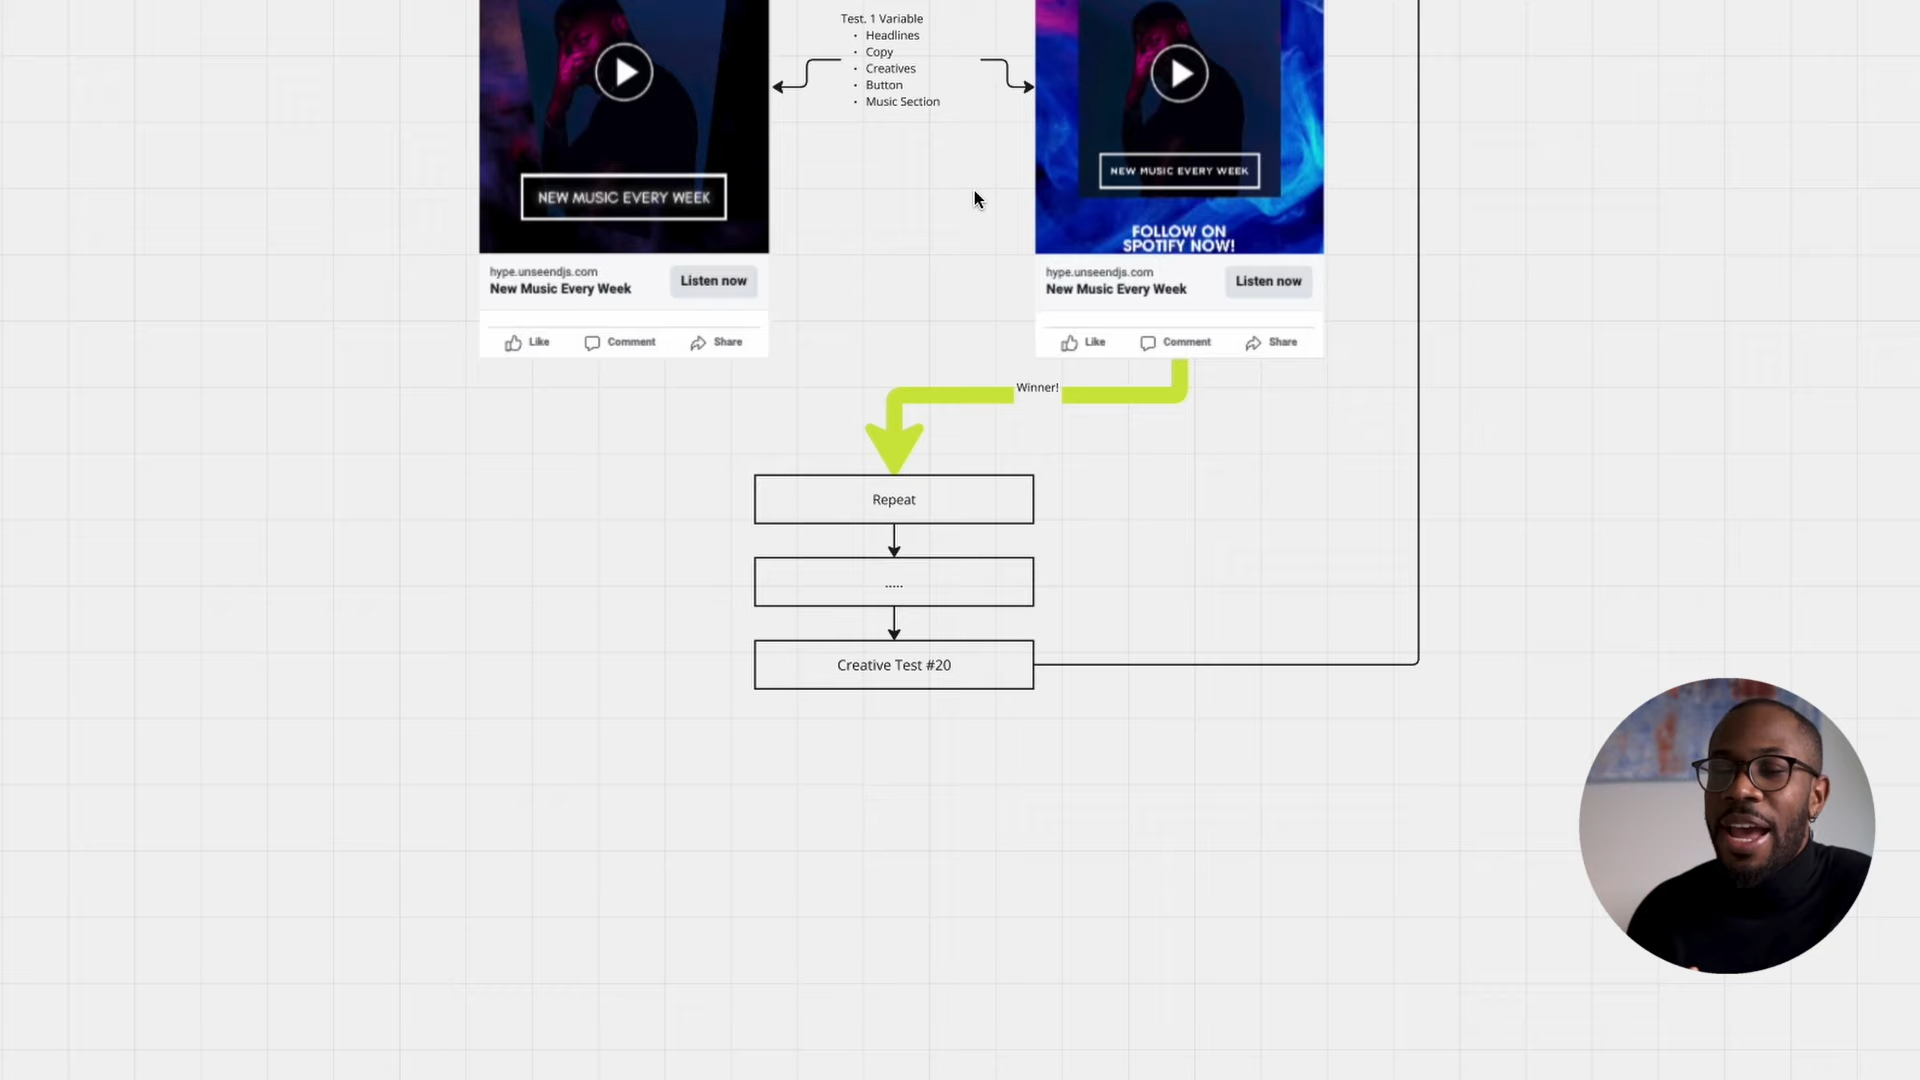 Test. 1 Variable
• Headlines
• Copy
• Creatives
• Button
• Music Section
NEW MUSIC EVERY WEEK
hype.unseendjs.com
New Music Every Week
Listen now
Like
Comment
Share
NEW MUSIC EVERY WEEK
FOLLOW ON
SPOTIFY NOW!
hype.unseendjs.com
New Music Every Week
Listen now
Like
Comment
Share
Winner!
Repeat
.....
Creative Test #20